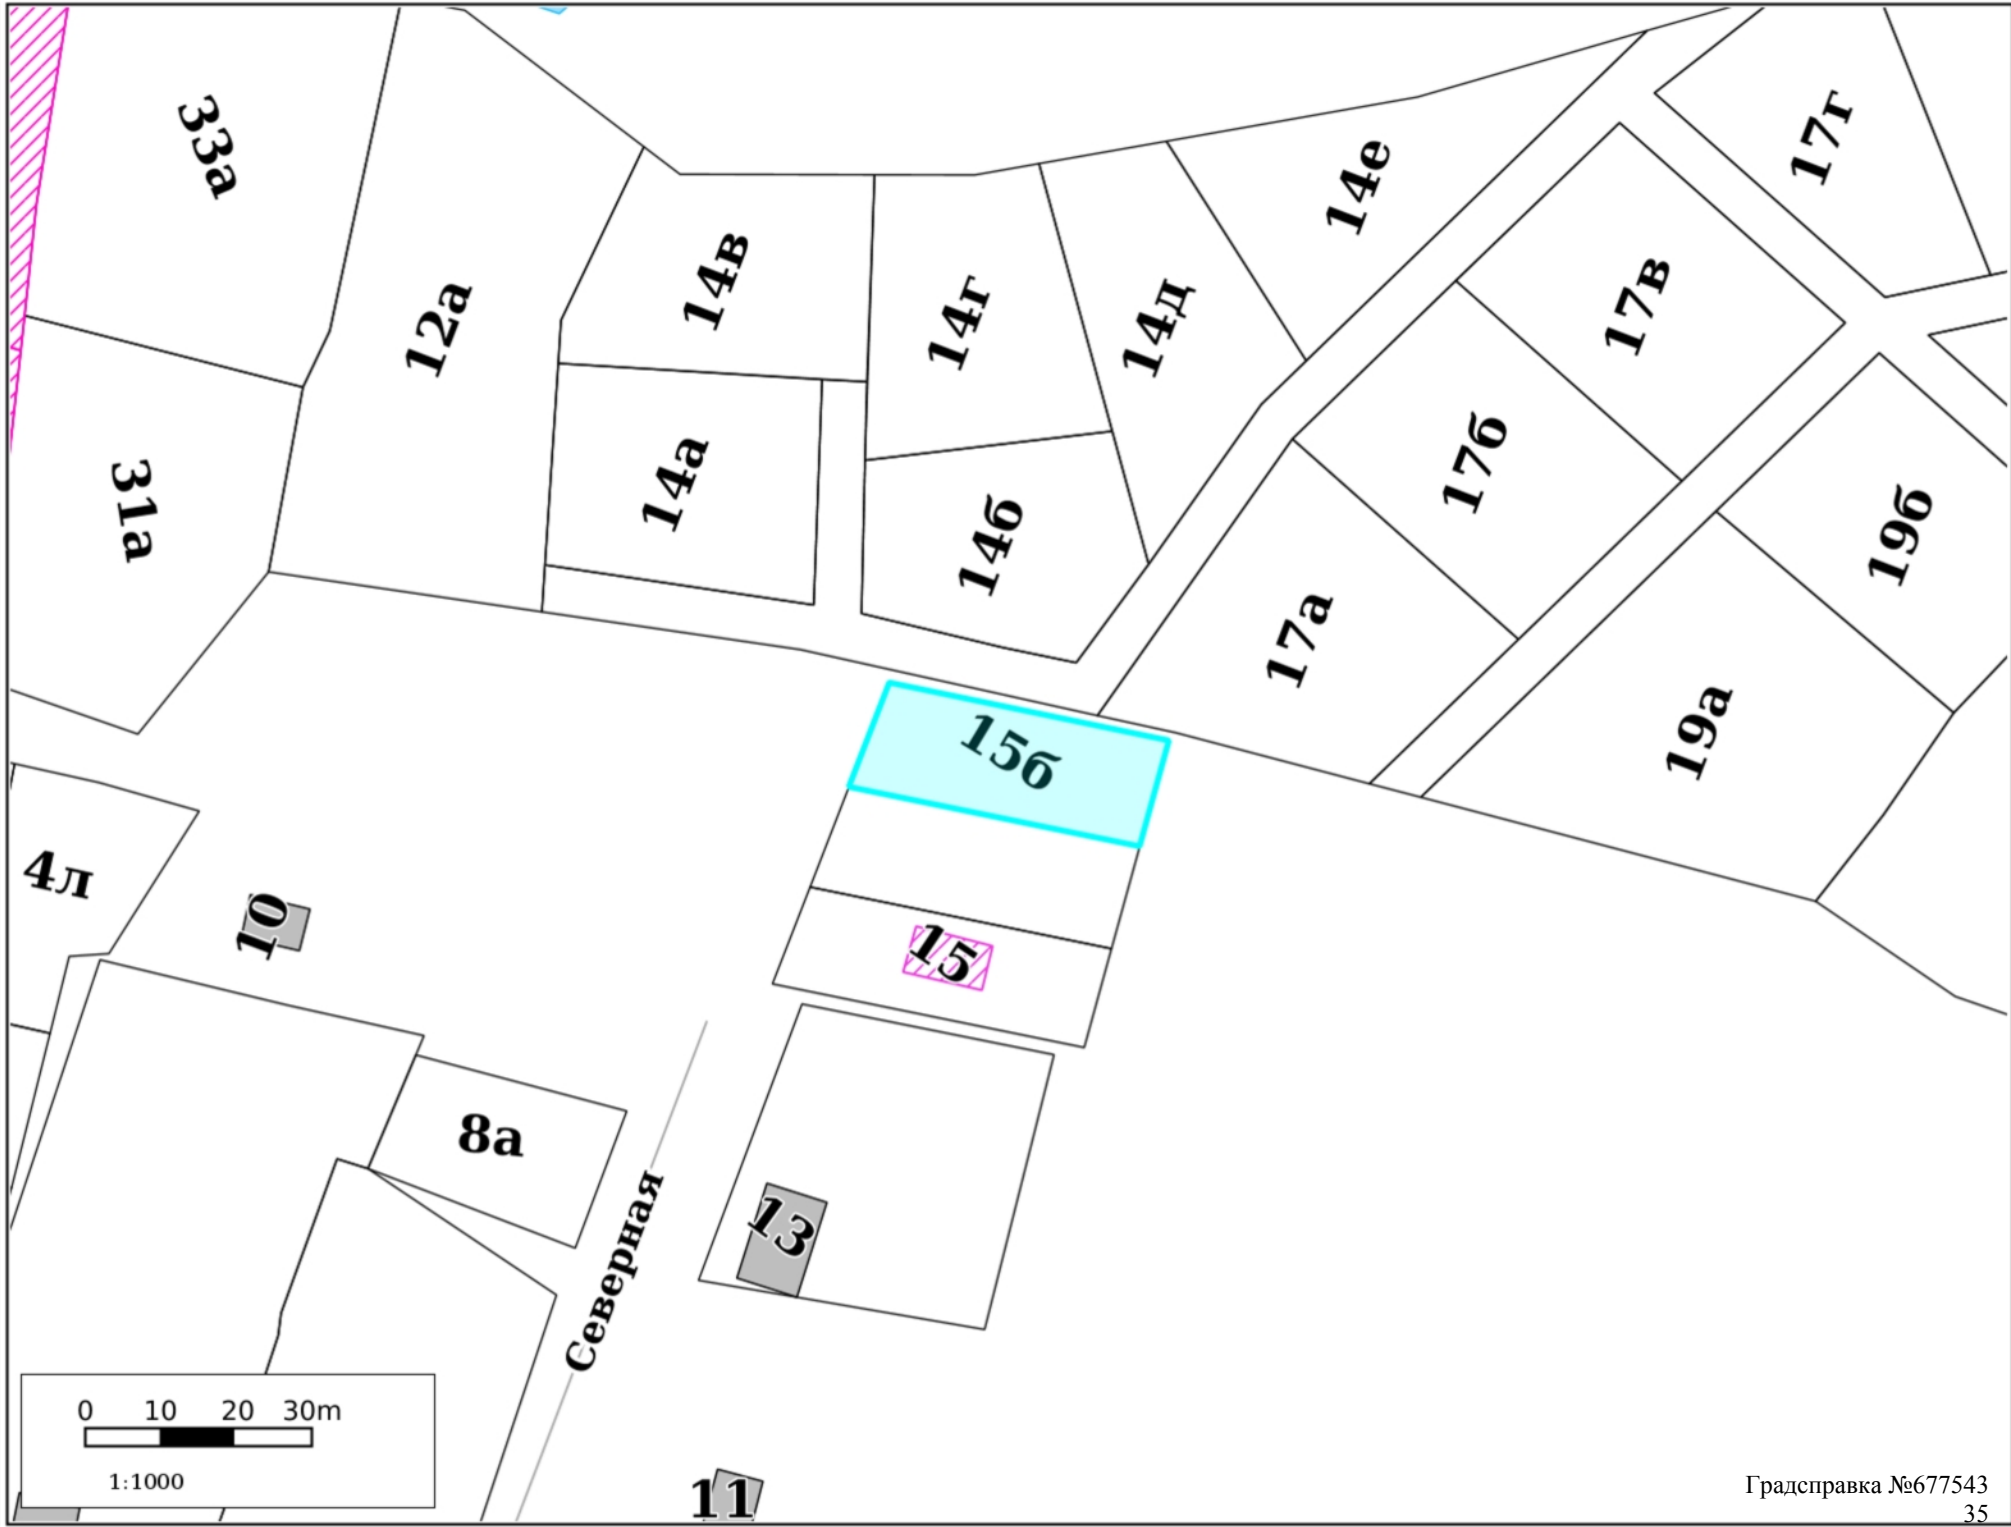 33а
17г
14е
14в
17в
12а
14г
14д
17б
14а
31а
14б
19б
17а
19а
15б
4л
10
15
8а
13
Северная
0 10 20 30m
1:1000
11
Градсправка №677543
35